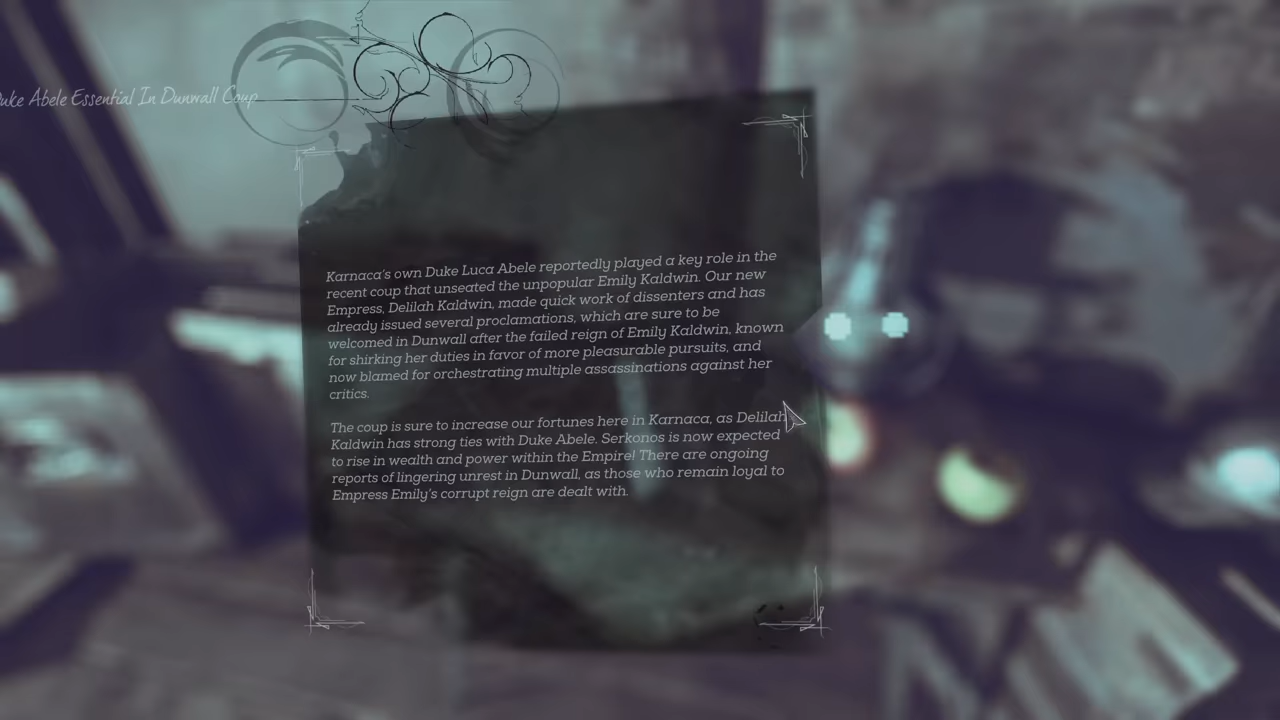 Duke Abele Essential In Dunwall Coup
Karnaca's own Duke Luca Abele reportedly played a key role in the
recent coup that unseated the unpopular Emily Kaldwin. Our new
Empress, Delilah Kaldwin, made quick work of dissenters and has
already issued several proclamations, which are sure to be
welcomed in Dunwall after the failed reign of Emily Kaldwin, known
for shirking her duties in favor of more pleasurable pursuits, and
now blamed for orchestrating multiple assassinations against her
critics.
The coup is sure to increase our fortunes here in Karnaca, as Delilah
Kaldwin has strong ties with Duke Abele. Serkonos is now expected
to rise in wealth and power within the Empire! There are ongoing
reports of lingering unrest in Dunwall, as those who remain loyal to
Empress Emily's corrupt reign are dealt with.